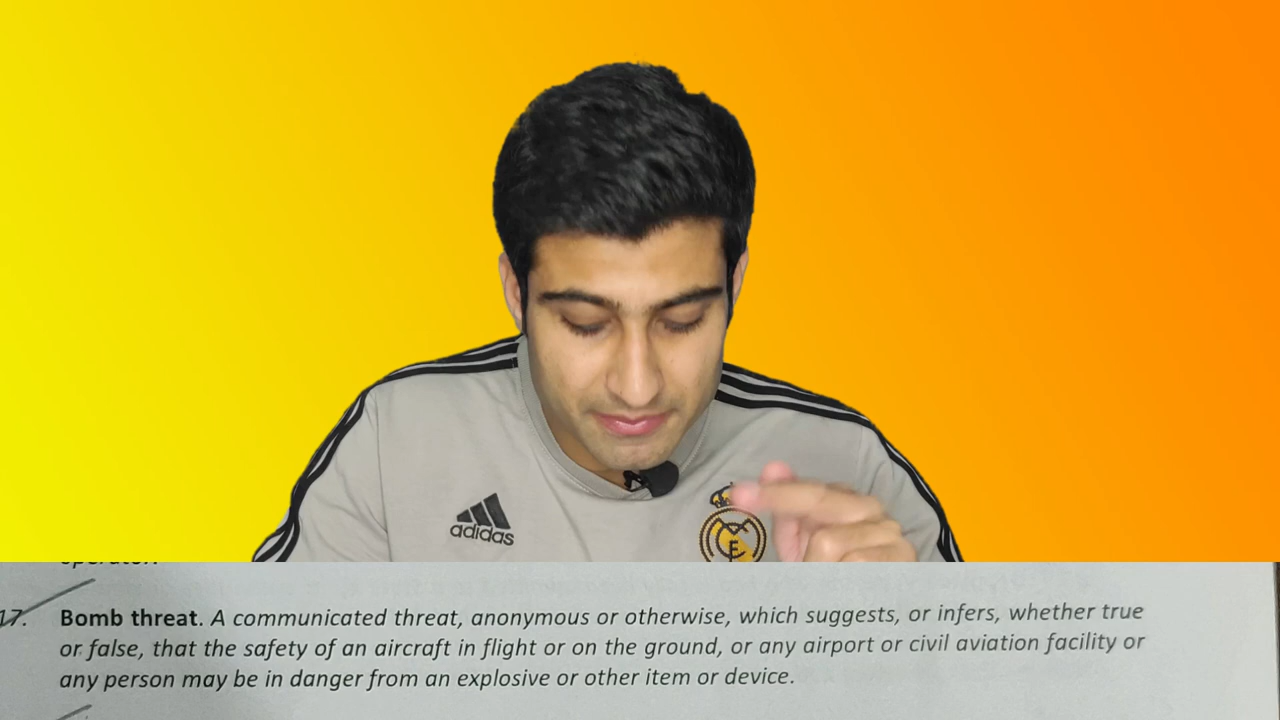 adidas
operator.
17. Bomb threat. A communicated threat, anonymous or otherwise, which suggests, or infers, whether true
or false, that the safety of an aircraft in flight or on the ground, or any airport or civil aviation facility or
any person may be in danger from an explosive or other item or device.